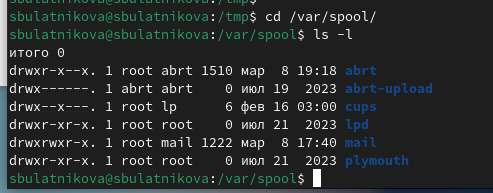 sbulatnikova@sbulatnikova:/tmp$
sbulatnikova@sbulatnikova:/tmp$ cd /var/spool/
sbulatnikova@sbulatnikova:/var/spool$ ls -l
итого 0
drwxr-x--x. 1 root abrt 1510 мар  8 19:18 abrt
drwx------. 1 abrt abrt    0 июл 19  2023 abrt-upload
drwx--x---. 1 root lp      6 фев 16 03:00 cups
drwxr-xr-x. 1 root root    0 июл 21  2023 lpd
drwxrwxr-x. 1 root mail 1222 мар  8 17:40 mail
drwxr-xr-x. 1 root root    0 июл 21  2023 plymouth
sbulatnikova@sbulatnikova:/var/spool$